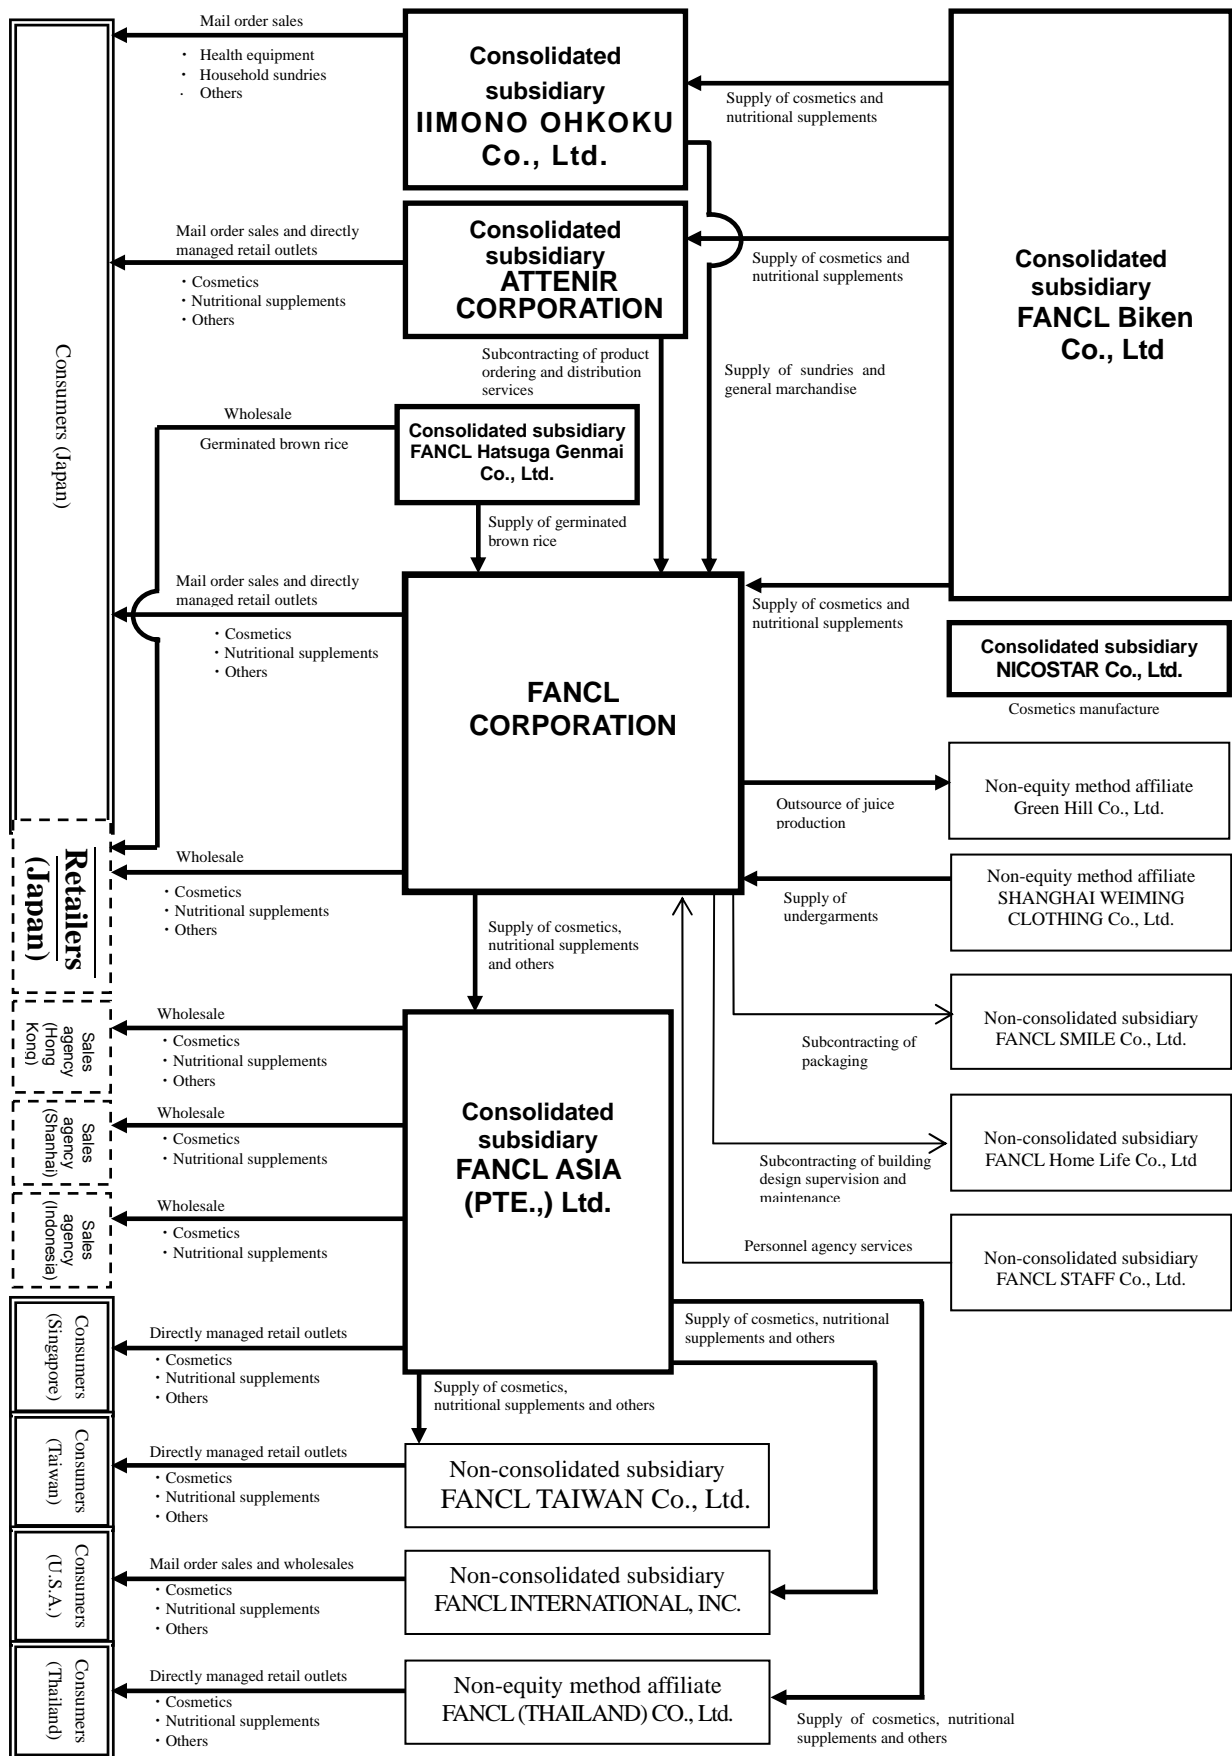 Mail order sales
・ Health equipment
・ Household sundries
・ Others
Consolidated
subsidiary
IIMONO OHKOKU
Co., Ltd.
Supply of cosmetics and
nutritional supplements
Mail order sales and directly
managed retail outlets
・Cosmetics
・Nutritional supplements
・Others
Consolidated
subsidiary
ATTENIR
CORPORATION
Supply of cosmetics and
nutritional supplements
Consolidated
subsidiary
FANCL Biken
Co., Ltd
Consumers (Japan)
Subcontracting of product
ordering and distribution
services
Supply of sundries and
general marchandise
Wholesale
Germinated brown rice
Consolidated subsidiary
FANCL Hatsuga Genmai
Co., Ltd.
Supply of germinated
brown rice
Mail order sales and directly
managed retail outlets
・Cosmetics
・Nutritional supplements
・Others
FANCL
CORPORATION
Supply of cosmetics and
nutritional supplements
Consolidated subsidiary
NICOSTAR Co., Ltd.
Cosmetics manufacture
Outsource of juice
production
Non-equity method affiliate
Green Hill Co., Ltd.
Retailers
(Japan)
Wholesale
・Cosmetics
・Nutritional supplements
・Others
Supply of
undergarments
Non-equity method affiliate
SHANGHAI WEIMING
CLOTHING Co., Ltd.
Supply of cosmetics,
nutritional supplements
and others
Sales
agency
(Hong
Kong)
Wholesale
・Cosmetics
・Nutritional supplements
・Others
Subcontracting of
packaging
Non-consolidated subsidiary
FANCL SMILE Co., Ltd.
Sales
agency
(Shanhai)
Wholesale
・Cosmetics
・Nutritional supplements
Consolidated
subsidiary
FANCL ASIA
(PTE.,) Ltd.
Subcontracting of building
design supervision and
maintenance
Non-consolidated subsidiary
FANCL Home Life Co., Ltd
Sales
agency
(Indonesia)
Wholesale
・Cosmetics
・Nutritional supplements
Personnel agency services
Non-consolidated subsidiary
FANCL STAFF Co., Ltd.
Consumers
(Singapore)
Directly managed retail outlets
・Cosmetics
・Nutritional supplements
・Others
Supply of cosmetics, nutritional
supplements and others
Supply of cosmetics,
nutritional supplements and others
Consumers
(Taiwan)
Directly managed retail outlets
・Cosmetics
・Nutritional supplements
・Others
Non-consolidated subsidiary
FANCL TAIWAN Co., Ltd.
Consumers
(U.S.A.)
Mail order sales and wholesales
・Cosmetics
・Nutritional supplements
・Others
Non-consolidated subsidiary
FANCL INTERNATIONAL, INC.
Consumers
(Thailand)
Directly managed retail outlets
・Cosmetics
・Nutritional supplements
・Others
Non-equity method affiliate
FANCL (THAILAND) CO., Ltd.
Supply of cosmetics, nutritional
supplements and others